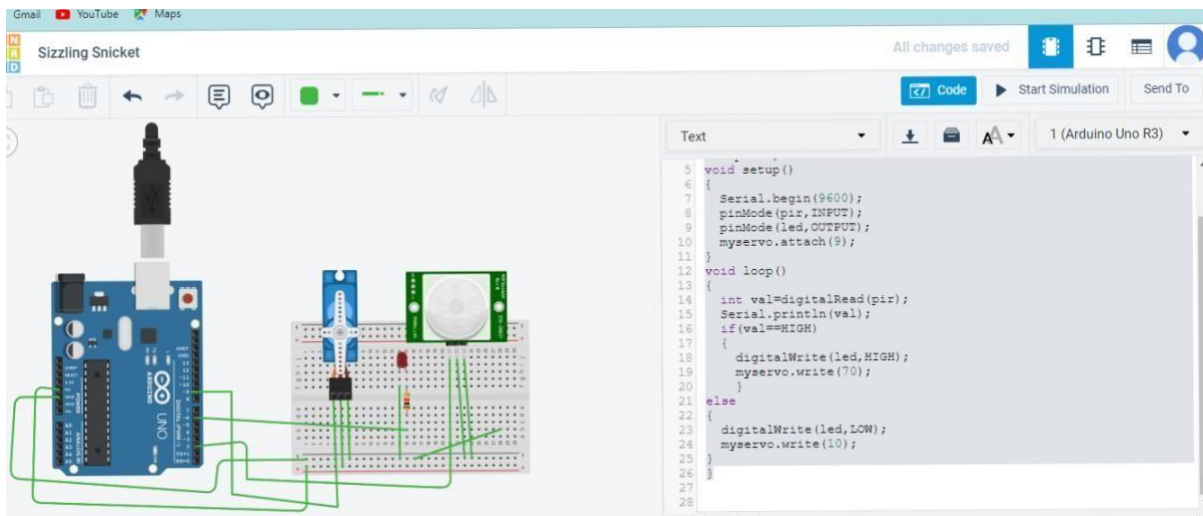 Gmail YouTube Maps
Sizzling Snicket
All changes saved
Code
Start Simulation
Send To
Text
1 (Arduino Uno R3)
5 void setup()
6 {
7 Serial.begin(9600);
8 pinMode(pir,INPUT);
9 pinMode(led,OUTPUT);
10 myservo.attach(9);
11 }
12 void loop()
13 {
14 int val=digitalRead(pir);
15 Serial.println(val);
16 if(val==HIGH)
17 {
18 digitalWrite(led,HIGH);
19 myservo.write(70);
20 }
21 else
22 {
23 digitalWrite(led,LOW);
24 myservo.write(10);
25 }
26 }
27
28
ARDUINO
UNO
POWER
ANALOG IN